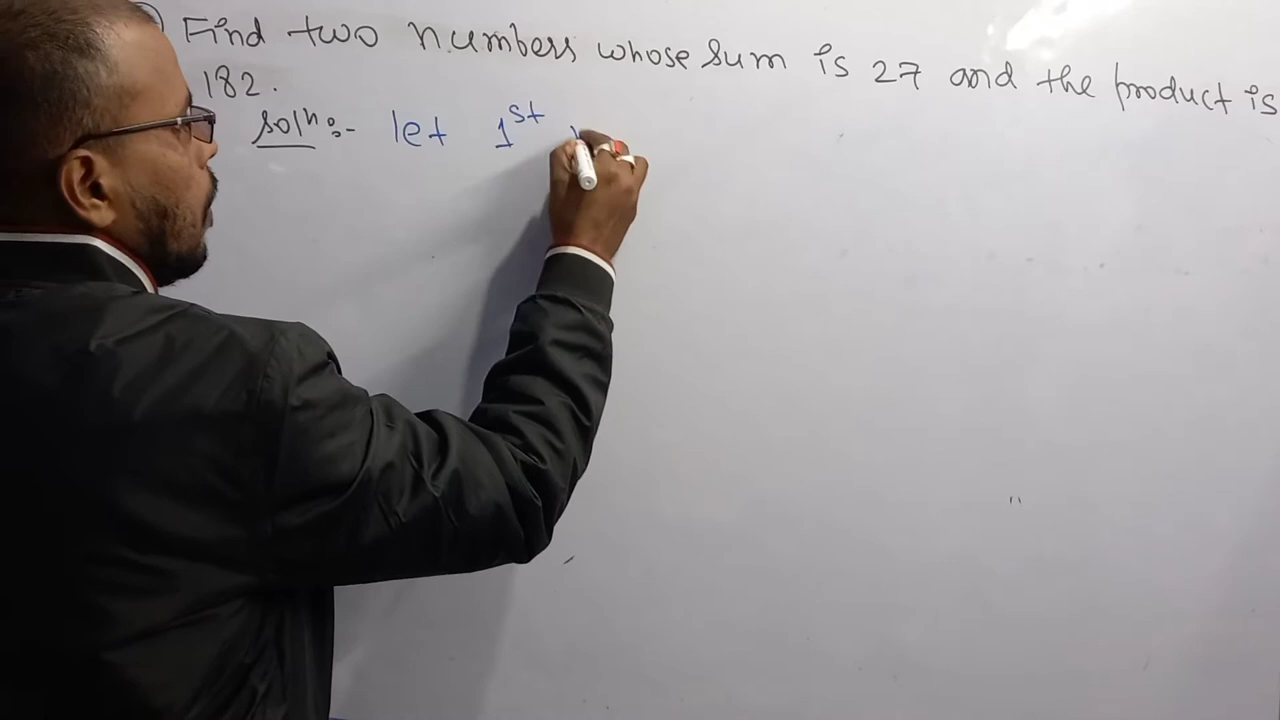 Find two numbers whose sum is 27 and the product is
182.
Solⁿ:- let 1st